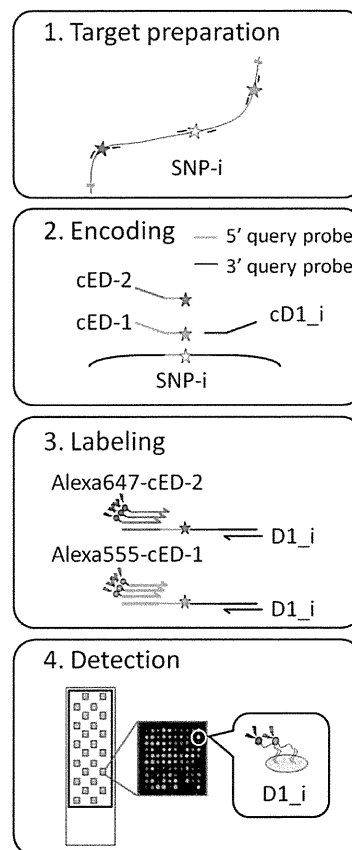 1. Target preparation
SNP-i
2. Encoding
5' query probe
3' query probe
cED-2
cED-1
cD1_i
SNP-i
3. Labeling
Alexa647-cED-2
D1_i
Alexa555-cED-1
D1_i
4. Detection
D1_i